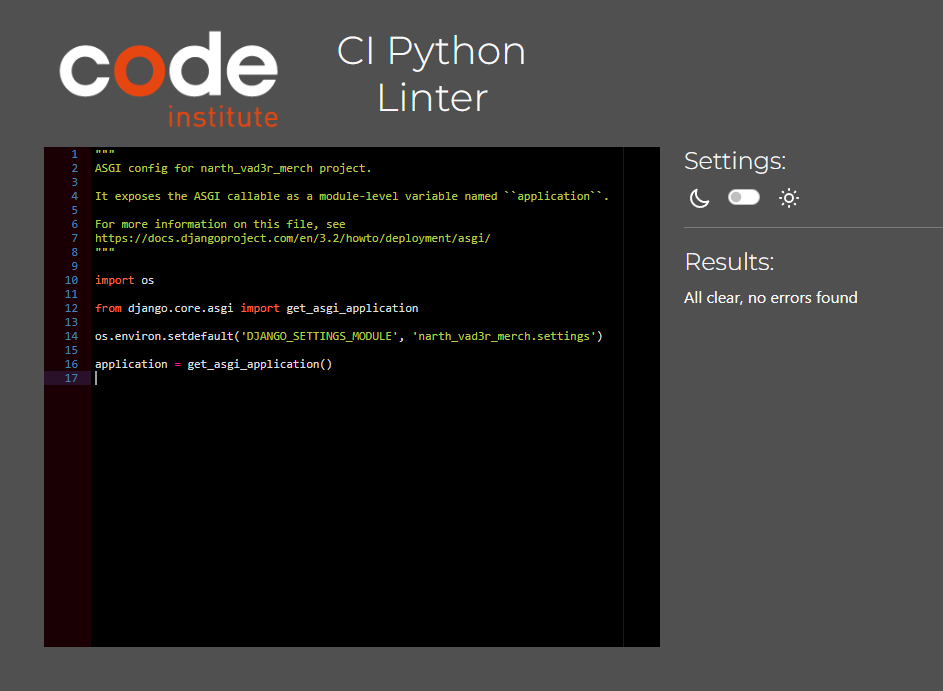 code
institute
CI Python
Linter
1 """
2 ASGI config for narth_vad3r_merch project.
3
4 It exposes the ASGI callable as a module-level variable named ``application``.
5
6 For more information on this file, see
7 https://docs.djangoproject.com/en/3.2/howto/deployment/asgi/
8 """
9
10 import os
11
12 from django.core.asgi import get_asgi_application
13
14 os.environ.setdefault('DJANGO_SETTINGS_MODULE', 'narth_vad3r_merch.settings')
15
16 application = get_asgi_application()
17
Settings:
Results:
All clear, no errors found